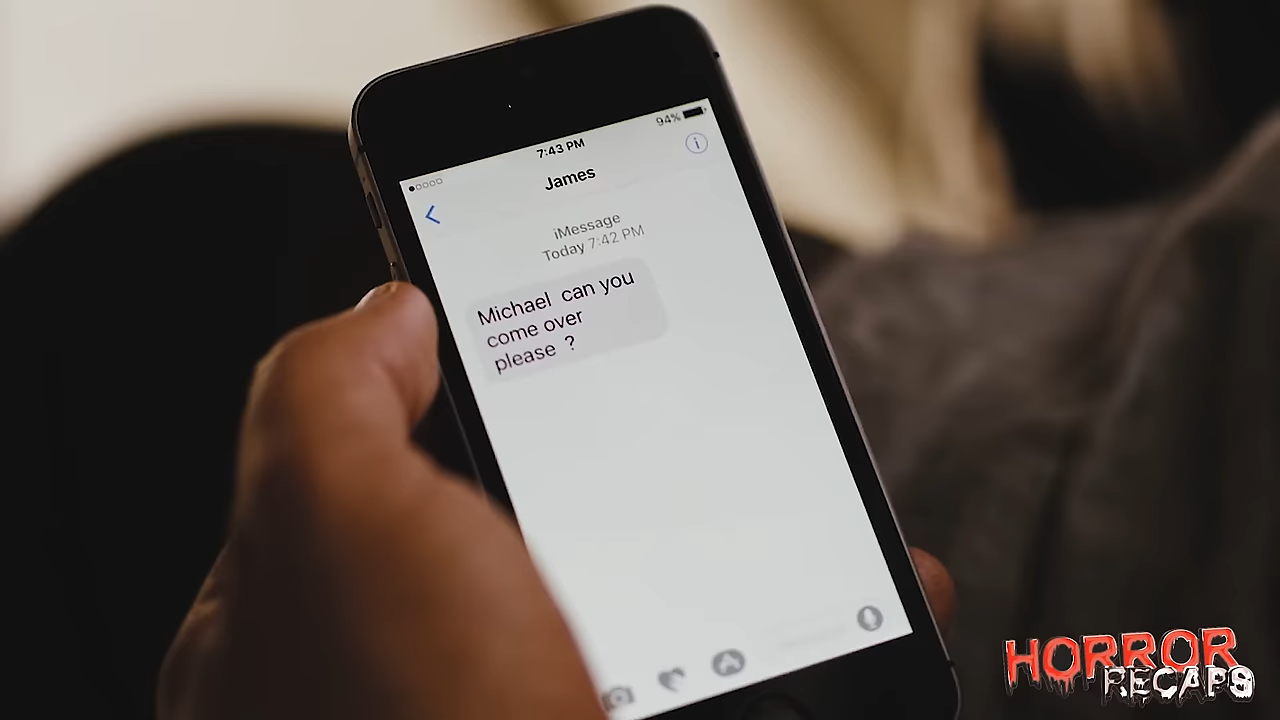 94%
7:43 PM
James
iMessage
Today 7:42 PM
Michael can you
come over
please ?
HORROR
RECAPS